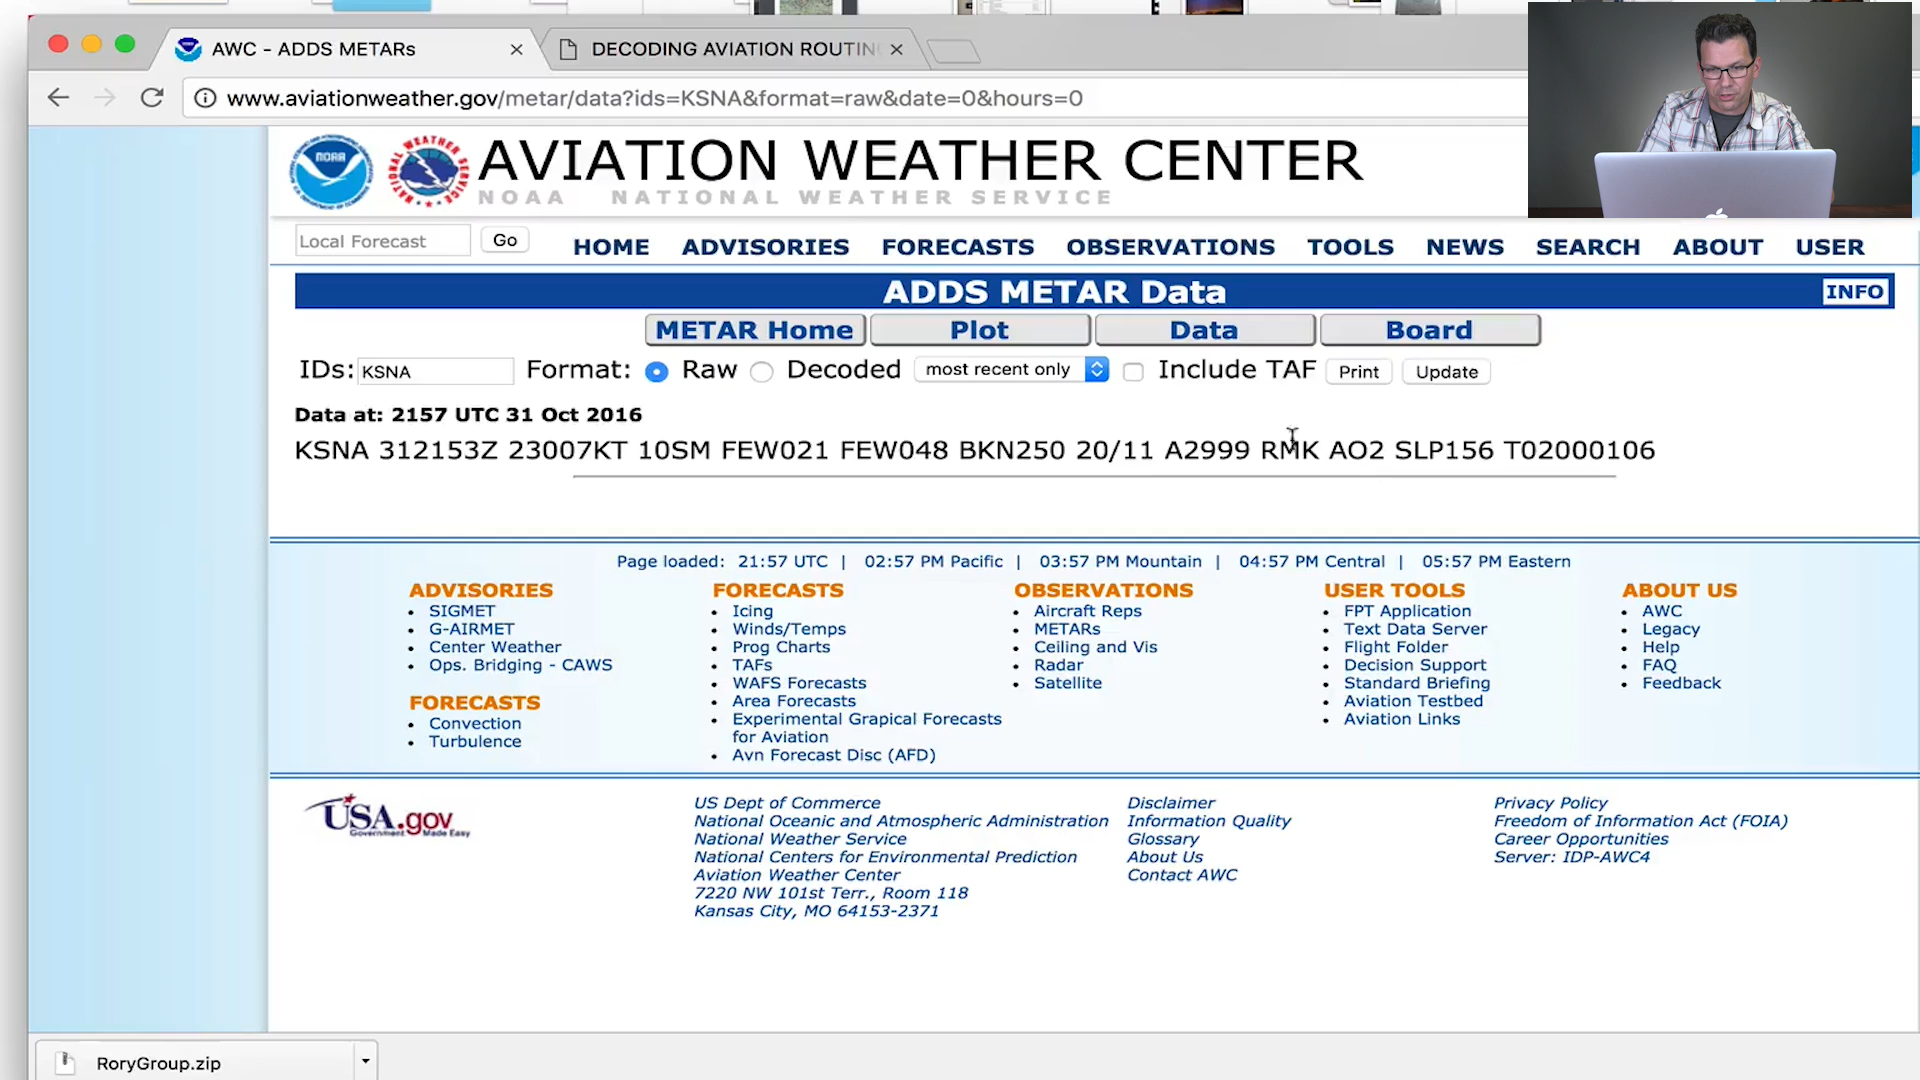 AWC - ADDS METARs
DECODING AVIATION ROUTIN
www.aviationweather.gov/metar/data?ids=KSNA&format=raw&date=0&hours=0
NOAA
AVIATION WEATHER CENTER
NOAA NATIONAL WEATHER SERVICE
Local Forecast Go HOME ADVISORIES FORECASTS OBSERVATIONS TOOLS NEWS SEARCH ABOUT USER
ADDS METAR Data INFO
METAR Home Plot Data Board
IDs: KSNA Format: Raw Decoded most recent only Include TAF Print Update
Data at: 2157 UTC 31 Oct 2016
KSNA 312153Z 23007KT 10SM FEW021 FEW048 BKN250 20/11 A2999 RMK AO2 SLP156 T02000106
Page loaded: 21:57 UTC | 02:57 PM Pacific | 03:57 PM Mountain | 04:57 PM Central | 05:57 PM Eastern
ADVISORIES
SIGMET
G-AIRMET
Center Weather
Ops. Bridging - CAWS
FORECASTS
Convection
Turbulence
FORECASTS
Icing
Winds/Temps
Prog Charts
TAFs
WAFS Forecasts
Area Forecasts
Experimental Grapical Forecasts
for Aviation
Avn Forecast Disc (AFD)
OBSERVATIONS
Aircraft Reps
METARs
Ceiling and Vis
Radar
Satellite
USER TOOLS
FPT Application
Text Data Server
Flight Folder
Decision Support
Standard Briefing
Aviation Testbed
Aviation Links
ABOUT US
AWC
Legacy
Help
FAQ
Feedback
USA.gov
Government Made Easy
US Dept of Commerce
National Oceanic and Atmospheric Administration
National Weather Service
National Centers for Environmental Prediction
Aviation Weather Center
7220 NW 101st Terr., Room 118
Kansas City, MO 64153-2371
Disclaimer
Information Quality
Glossary
About Us
Contact AWC
Privacy Policy
Freedom of Information Act (FOIA)
Career Opportunities
Server: IDP-AWC4
RoryGroup.zip